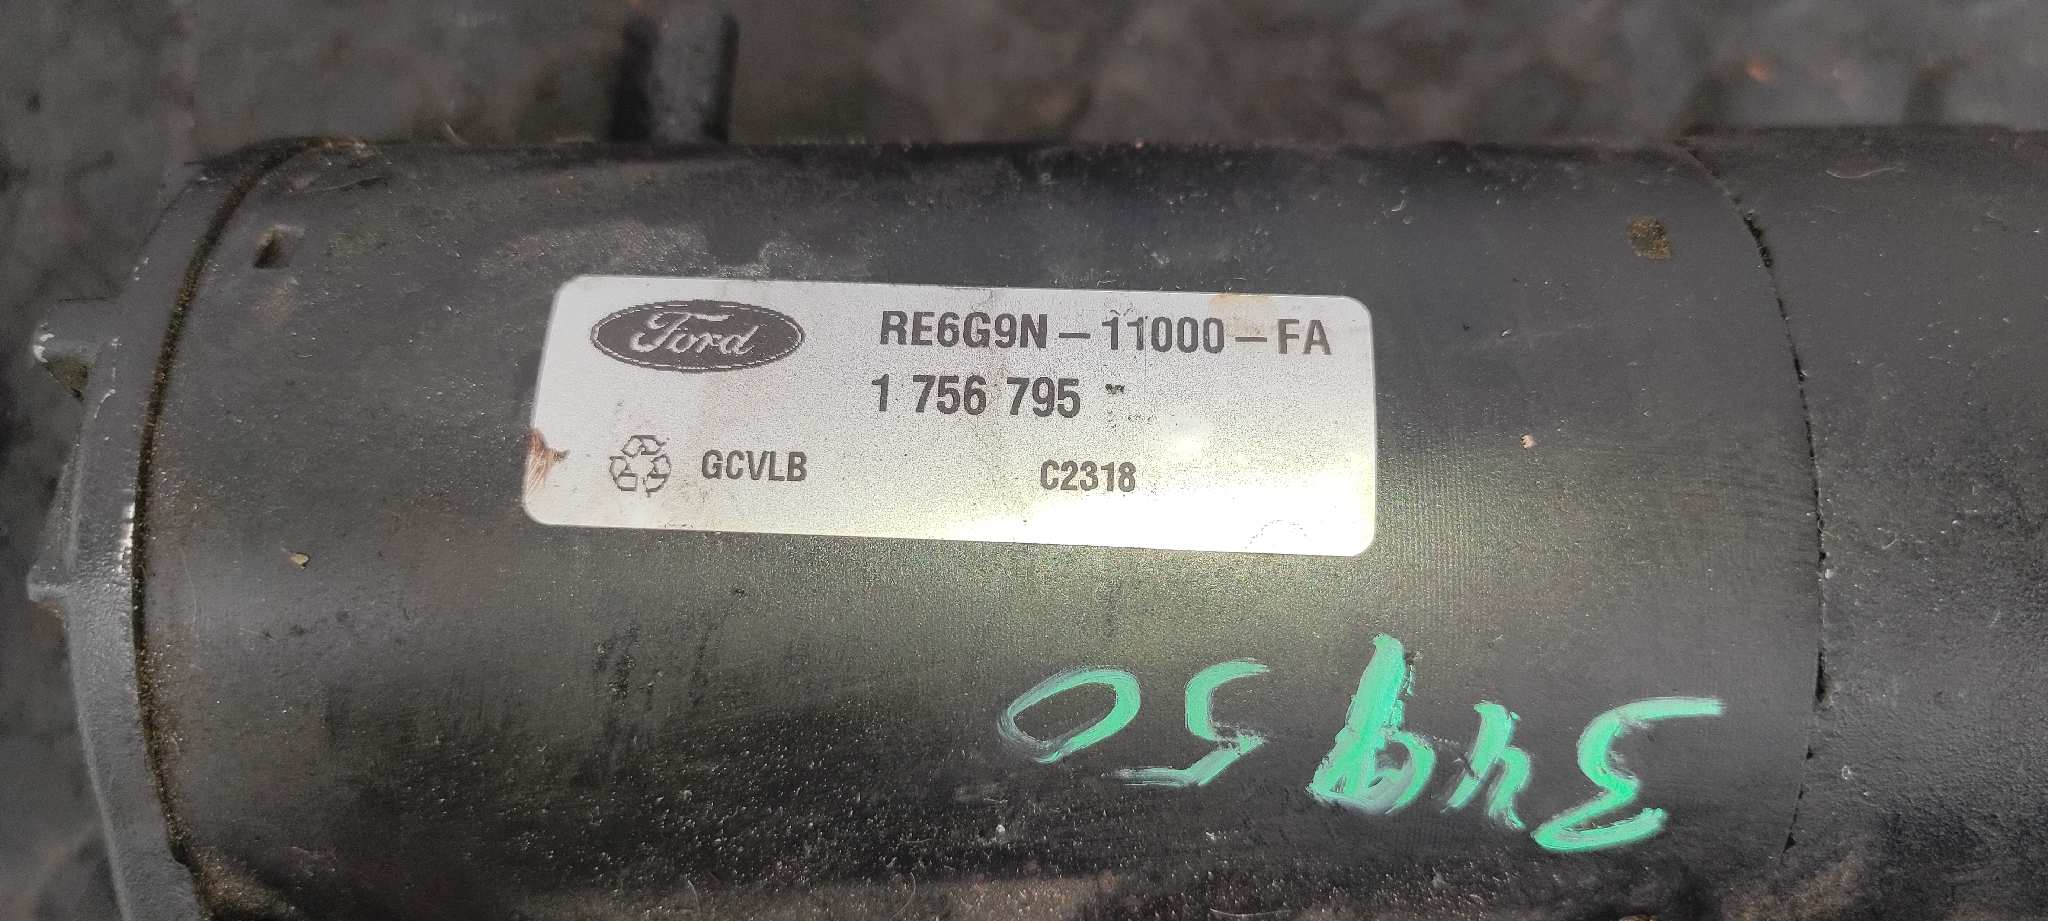 Ford
RE6G9N-11000-FA
1 756 795
GCVLB C2318
34950